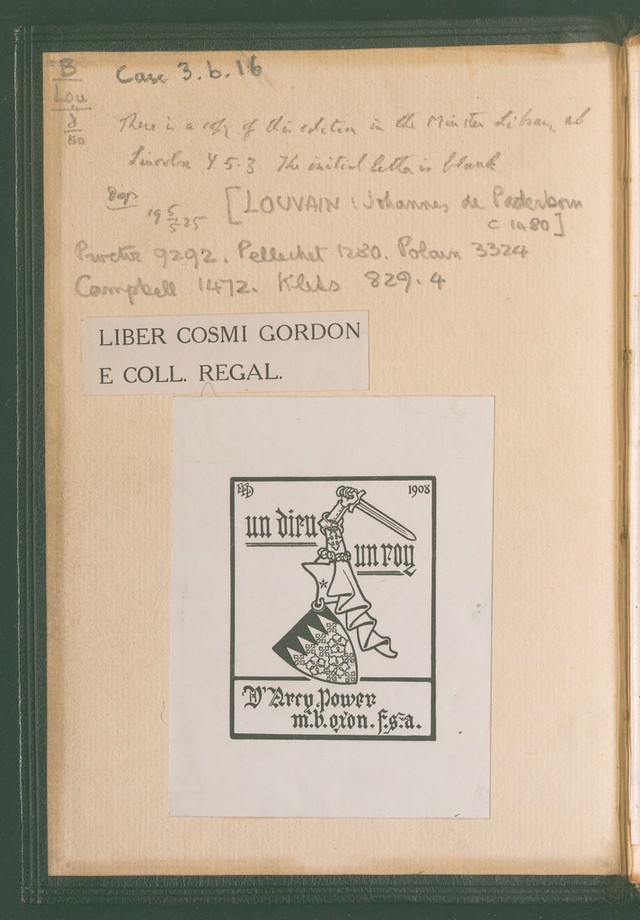 B
Lou
8
80
Case 3.b.16
There is a copy of this edition in the Minster Library at
Lincoln Y.5.3 The initial letter is blank
19 5/5 25
[LOUVAIN: Johannes de Paderborn
c 1480]
Proctor 9292. Pellechet 1280. Polain 3324
Campbell 1472. Klebs 829.4
LIBER COSMI GORDON
E COLL. REGAL.
1908
un dieu
un roy
D'Arcy Power
m.b. oxon. f.s.a.